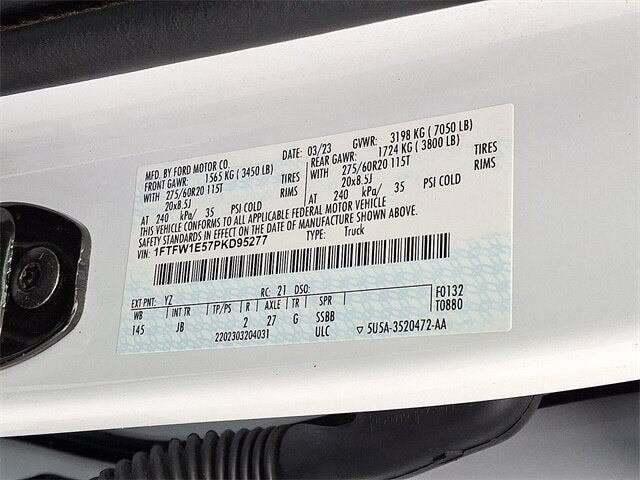 MFD. BY FORD MOTOR CO. DATE: 03/23 GVWR: 3198 KG ( 7050 LB)
FRONT GAWR: 1565 KG ( 3450 LB) REAR GAWR: 1724 KG ( 3800 LB)
WITH 275/60R20 115T TIRES WITH 275/60R20 115T TIRES
20x8.5J RIMS 20x8.5J RIMS
AT 240 kPa/ 35 PSI COLD AT 240 kPa/ 35 PSI COLD
THIS VEHICLE CONFORMS TO ALL APPLICABLE FEDERAL MOTOR VEHICLE
SAFETY STANDARDS IN EFFECT ON THE DATE OF MANUFACTURE SHOWN ABOVE.
VIN: 1FTFW1E57PKD95277 TYPE: Truck
EXT PNT: YZ RC: 21 DSO: F0132
WB INT TR TP/PS R AXLE TR SPR T0880
145 JB 2 27 G SSBB
2202303204031 ULC ▽ 5U5A-3520472-AA